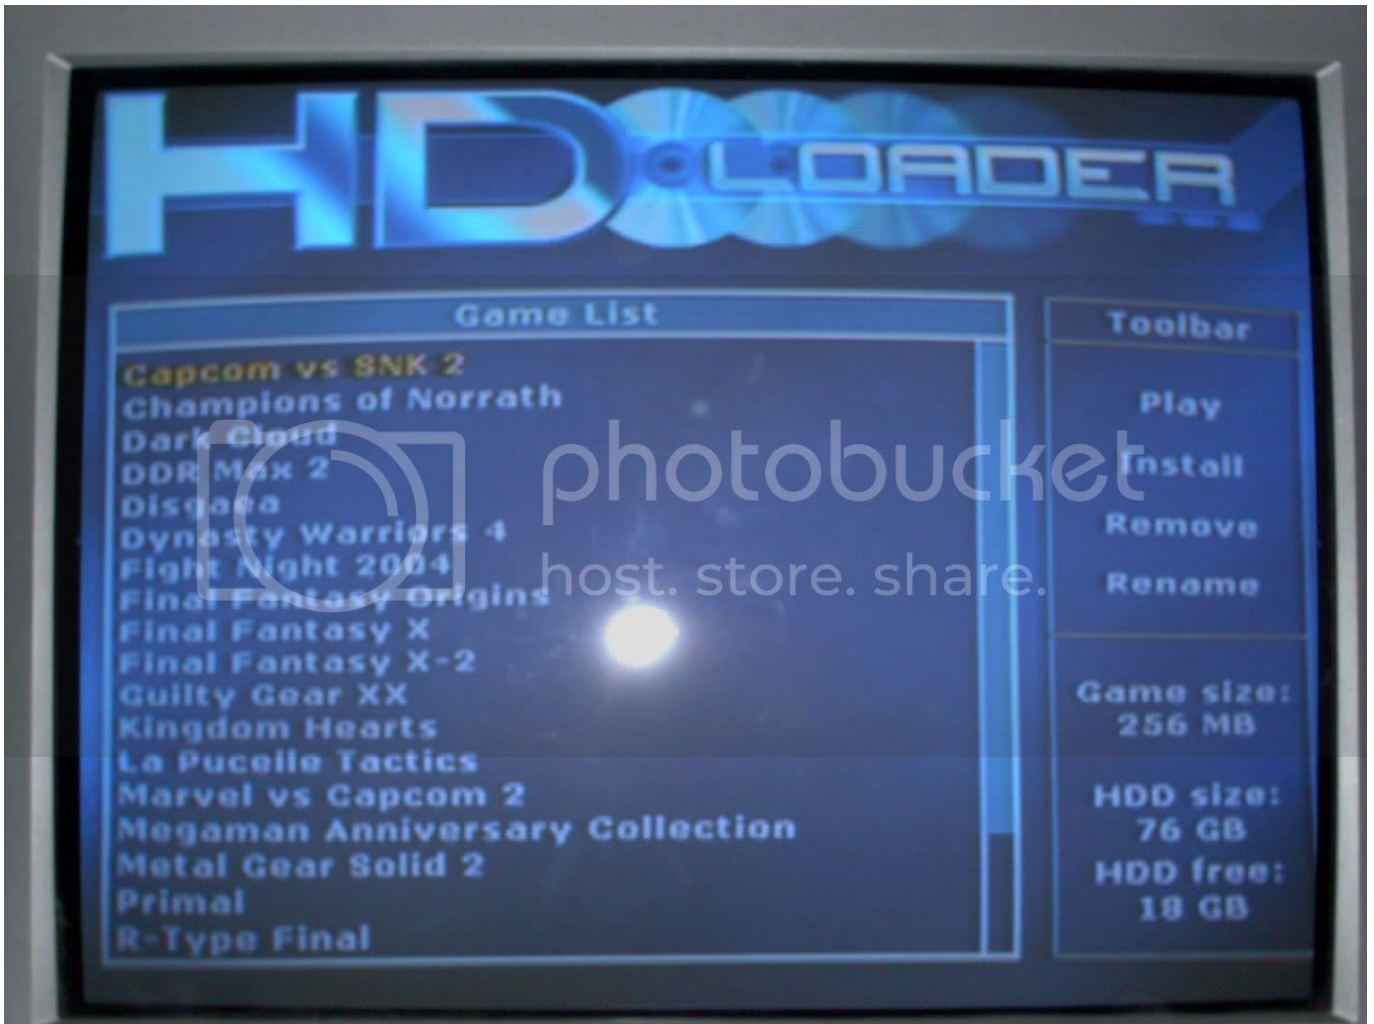 HD LOADER
Game List
Capcom vs SNK 2
Champions of Norrath
Dark Cloud
DDR Max 2
Disgaea
Dynasty Warriors 4
Fight Night 2004
Final Fantasy Origins
Final Fantasy X
Final Fantasy X-2
Guilty Gear XX
Kingdom Hearts
La Pucelle Tactics
Marvel vs Capcom 2
Megaman Anniversary Collection
Metal Gear Solid 2
Primal
R-Type Final
Toolbar
Play
Install
Remove
Rename
Game size:
256 MB
HDD size:
76 GB
HDD free:
18 GB
photobucket
host. store. share.